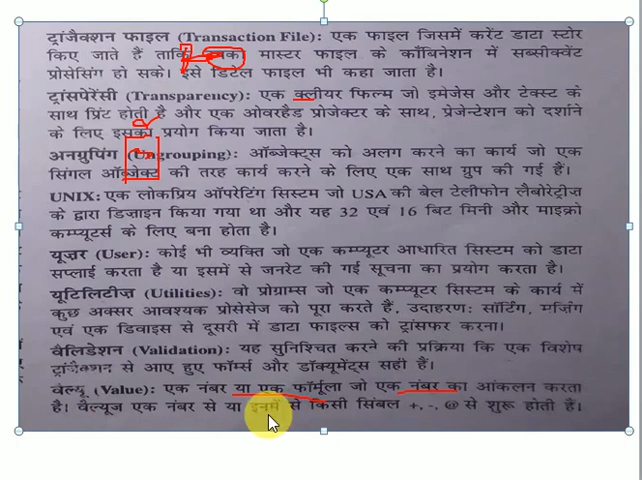 ट्रांजैक्शन फाइल (Transaction File): एक फाइल जिसमें करेंट डाटा स्टोर
किए जाते हैं ताकि मास्टर फाइल के कॉंबिनेशन में सब्सीक्वेंट
प्रोसेसिंग हो सके। इसे डिटेल फाइल भी कहा जाता है।
ट्रांसपेरेंसी (Transparency): एक क्लीयर फिल्म जो इमेजेस और टेक्स्ट के
साथ प्रिंट होती है और एक ओवरहैड प्रोजेक्टर के साथ, प्रेजेन्टेशन को दर्शाने
के लिए इसका प्रयोग किया जाता है।
अनग्रुपिंग (Ungrouping): ऑब्जेक्ट्स को अलग करने का कार्य जो एक
सिंगल ऑब्जेक्ट की तरह कार्य करने के लिए एक साथ ग्रुप की गई हैं।
UNIX: एक लोकप्रिय ऑपरेटिंग सिस्टम जो USA की बेल टेलीफोन लैबोरेट्रीज़
के द्वारा डिज़ाइन किया गया था और यह 32 एवं 16 बिट मिनी और माइक्रो
कम्प्यूटर्स के लिए बना होता है।
यूज़र (User): कोई भी व्यक्ति जो एक कम्प्यूटर आधारित सिस्टम को डाटा
सप्लाई करता है या इसमें से जनरेट की गई सूचना का प्रयोग करता है।
यूटिलिटीज़ (Utilities): वो प्रोग्राम्स जो एक कम्प्यूटर सिस्टम के कार्य में
कुछ अक्सर आवश्यक प्रोसेसेज को पूरा करते हैं, उदाहरण: सॉर्टिंग, मर्ज़िंग
एवं एक डिवाइस से दूसरी में डाटा फाइल्स को ट्रांसफर करना।
वैलिडेशन (Validation): यह सुनिश्चित करने की प्रक्रिया कि एक विशेष
ट्रांजैक्शन से आए हुए फॉर्म्स और डॉक्यूमेंट्स सही हैं।
वेल्यू (Value): एक नंबर या एक फॉर्मूला जो एक नंबर का आंकलन करता
है। वैल्यूज एक नंबर से या इनमें से किसी सिंबल +, -, @ से शुरू होती हैं।